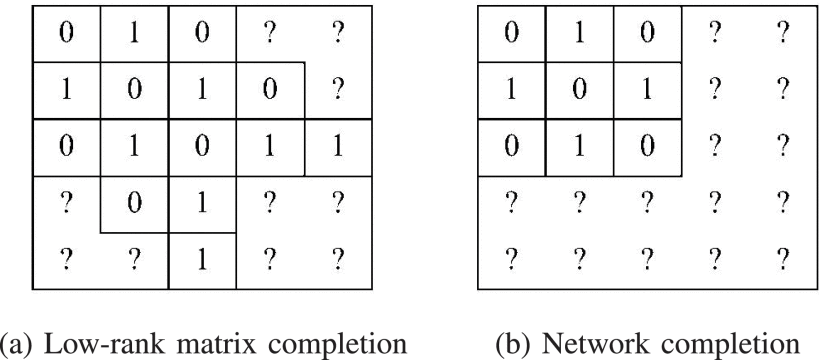 0 1 0 ? ?
1 0 1 0 ?
0 1 0 1 1
? 0 1 ? ?
? ? 1 ? ?
(a) Low-rank matrix completion
0 1 0 ? ?
1 0 1 ? ?
0 1 0 ? ?
? ? ? ? ?
? ? ? ? ?
(b) Network completion